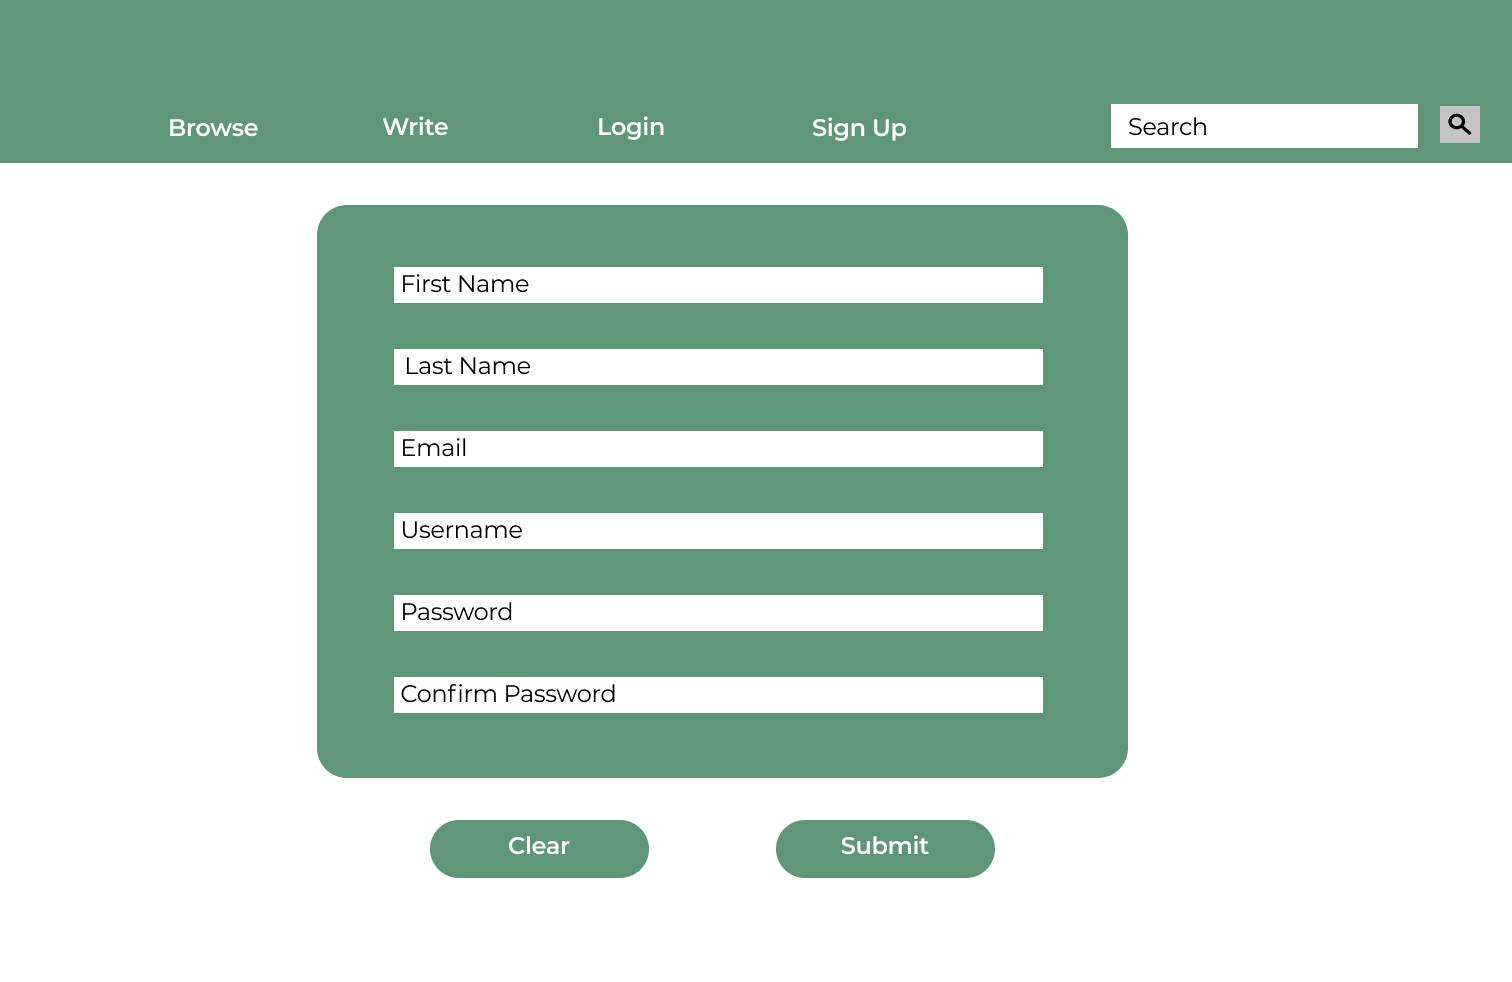 Browse Write Login Sign Up Search
First Name
Last Name
Email
Username
Password
Confirm Password
Clear Submit